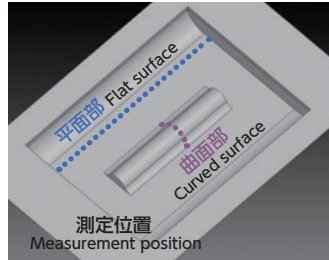 平面部 Flat surface
曲面部
Curved surface
測定位置
Measurement position